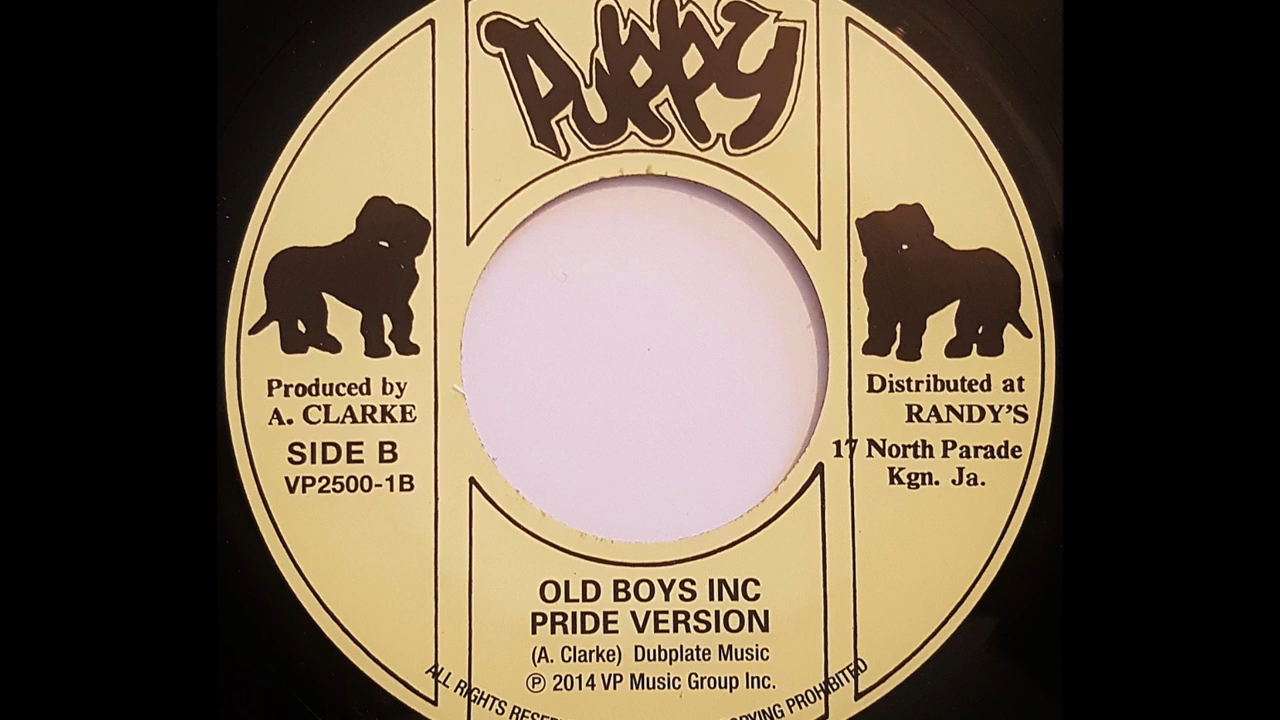 PUPPY
Produced by
A. CLARKE
SIDE B
VP2500-1B
Distributed at
RANDY'S
17 North Parade
Kgn. Ja.
OLD BOYS INC
PRIDE VERSION
(A. Clarke) Dubplate Music
℗ 2014 VP Music Group Inc.
ALL RIGHTS PROHIBITED